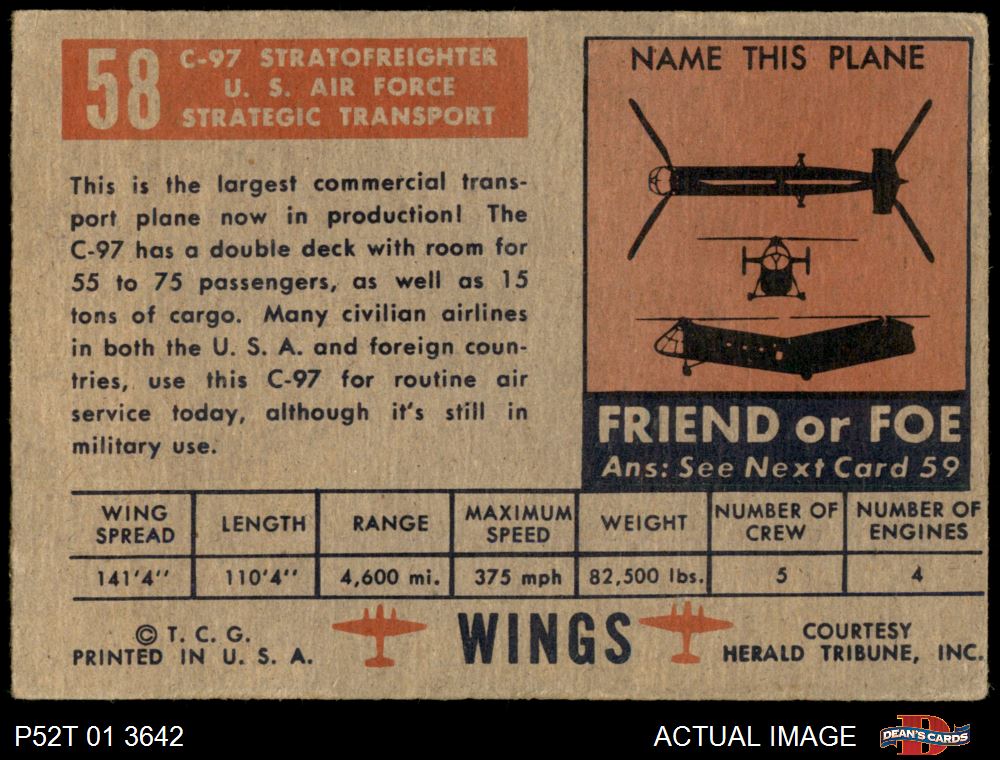 58
C-97 STRATOFREIGHTER
U. S. AIR FORCE
STRATEGIC TRANSPORT
This is the largest commercial trans-
port plane now in production! The
C-97 has a double deck with room for
55 to 75 passengers, as well as 15
tons of cargo. Many civilian airlines
in both the U. S. A. and foreign coun-
tries, use this C-97 for routine air
service today, although it's still in
military use.
NAME THIS PLANE
FRIEND or FOE
Ans: See Next Card 59
WING SPREAD LENGTH RANGE MAXIMUM SPEED WEIGHT NUMBER OF CREW NUMBER OF ENGINES
141'4'' 110'4'' 4,600 mi. 375 mph 82,500 lbs. 5 4
© T. C. G.
PRINTED IN U. S. A.
WINGS
COURTESY
HERALD TRIBUNE, INC.
P52T 01 3642
ACTUAL IMAGE
D
DEAN'S CARDS